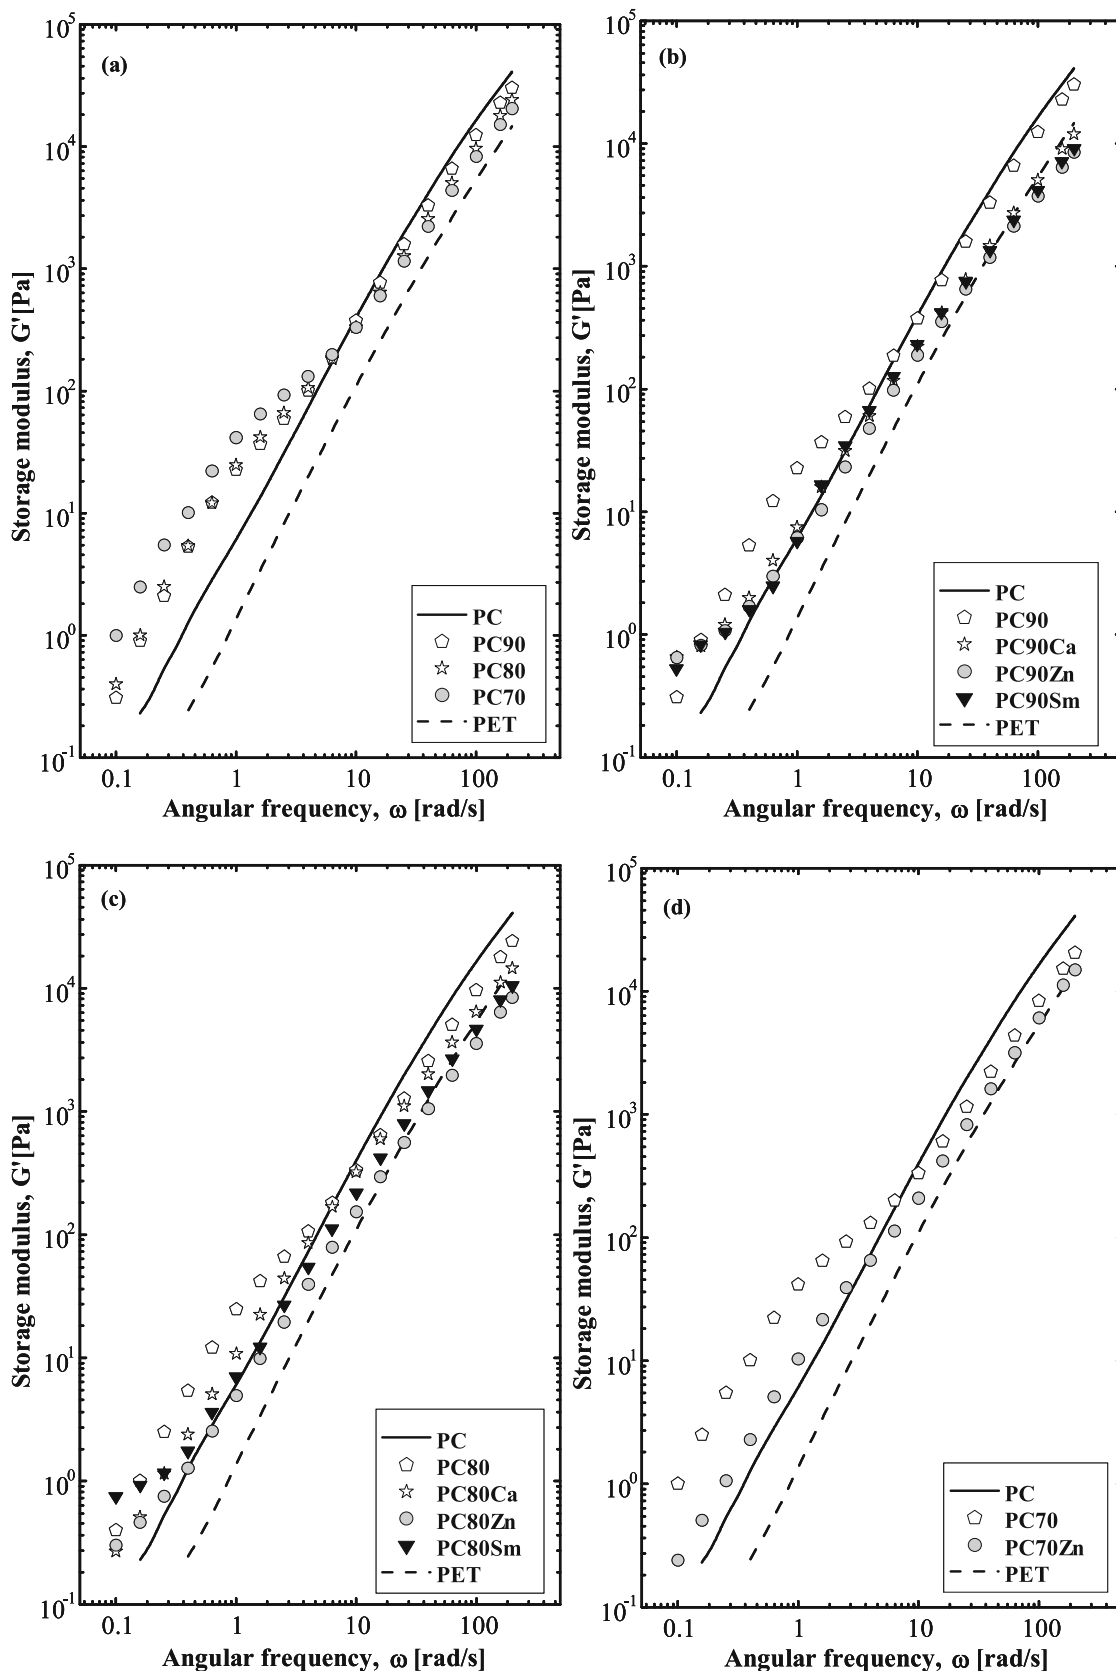 (a)
10^5
10^4
10^3
10^2
10^1
10^0
10^-1
Storage modulus, G'[Pa]
PC
PC90
PC80
PC70
PET
0.1 1 10 100
Angular frequency, ω [rad/s]
(b)
10^5
10^4
10^3
10^2
10^1
10^0
10^-1
Storage modulus, G'[Pa]
PC
PC90
PC90Ca
PC90Zn
PC90Sm
PET
0.1 1 10 100
Angular frequency, ω [rad/s]
(c)
10^5
10^4
10^3
10^2
10^1
10^0
10^-1
Storage modulus, G'[Pa]
PC
PC80
PC80Ca
PC80Zn
PC80Sm
PET
0.1 1 10 100
Angular frequency, ω [rad/s]
(d)
10^5
10^4
10^3
10^2
10^1
10^0
10^-1
Storage modulus, G'[Pa]
PC
PC70
PC70Zn
PET
0.1 1 10 100
Angular frequency, ω [rad/s]